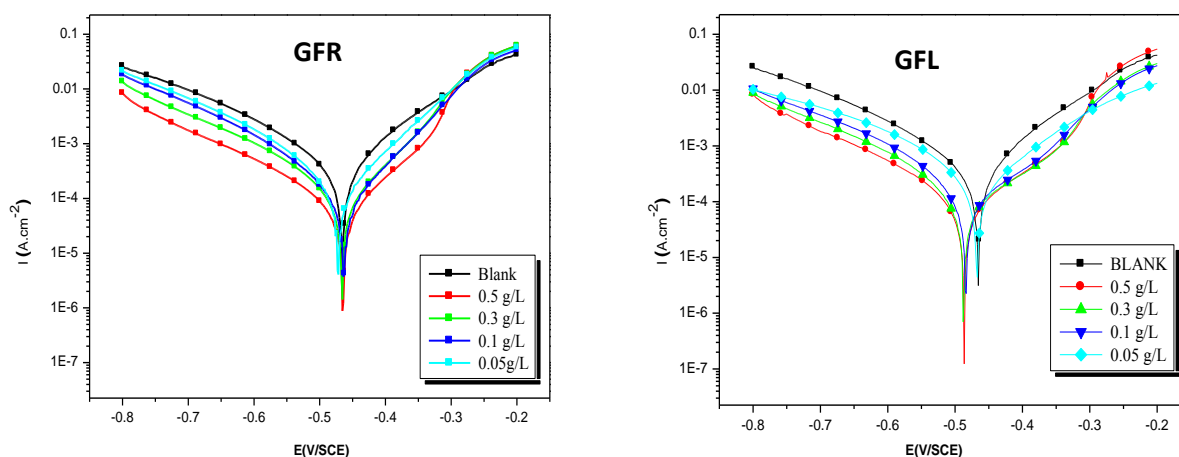 GFR
I (A.cm-2)
0.1
0.01
1E-3
1E-4
1E-5
1E-6
1E-7
Blank
0.5 g/L
0.3 g/L
0.1 g/L
0.05g/L
-0.8 -0.7 -0.6 -0.5 -0.4 -0.3 -0.2
E(V/SCE)
GFL
I (A.cm-2)
0.1
0.01
1E-3
1E-4
1E-5
1E-6
1E-7
BLANK
0.5 g/L
0.3 g/L
0.1 g/L
0.05 g/L
-0.8 -0.7 -0.6 -0.5 -0.4 -0.3 -0.2
E(V/SCE)